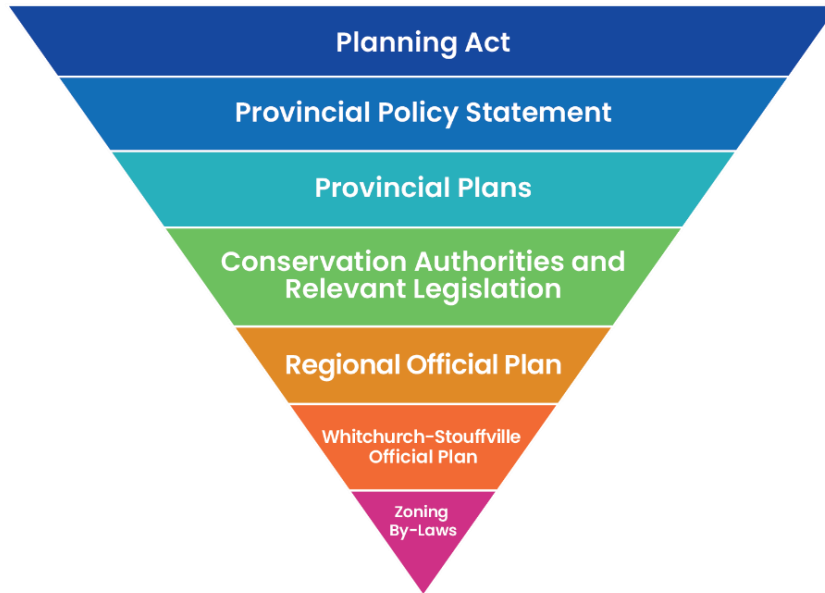 Planning Act
Provincial Policy Statement
Provincial Plans
Conservation Authorities and
Relevant Legislation
Regional Official Plan
Whitchurch-Stouffville
Official Plan
Zoning
By-Laws